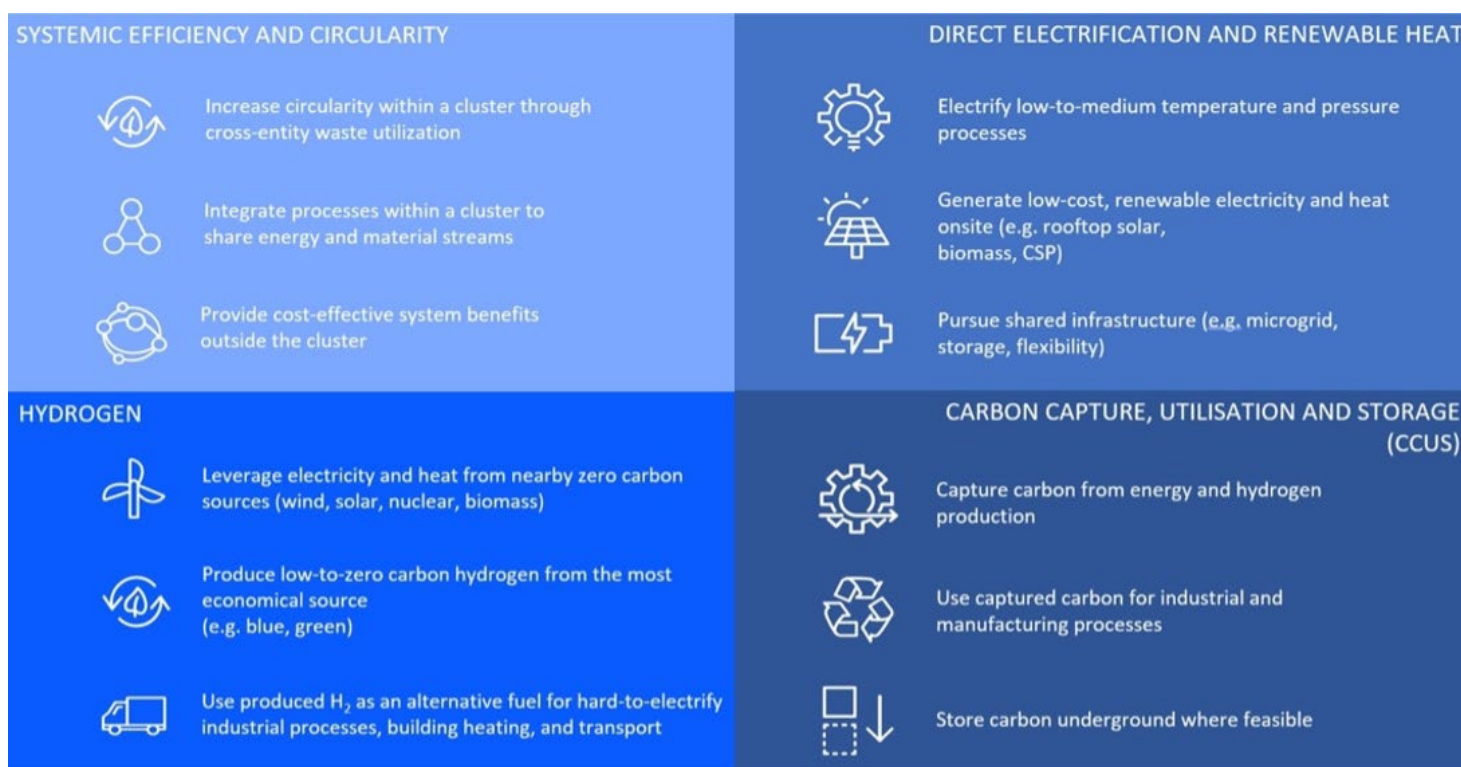 SYSTEMIC EFFICIENCY AND CIRCULARITY
Increase circularity within a cluster through
cross-entity waste utilization
Integrate processes within a cluster to
share energy and material streams
Provide cost-effective system benefits
outside the cluster
DIRECT ELECTRIFICATION AND RENEWABLE HEAT
Electrify low-to-medium temperature and pressure
processes
Generate low-cost, renewable electricity and heat
onsite (e.g. rooftop solar,
biomass, CSP)
Pursue shared infrastructure (e.g. microgrid,
storage, flexibility)
HYDROGEN
Leverage electricity and heat from nearby zero carbon
sources (wind, solar, nuclear, biomass)
Produce low-to-zero carbon hydrogen from the most
economical source
(e.g. blue, green)
Use produced H₂ as an alternative fuel for hard-to-electrify
industrial processes, building heating, and transport
CARBON CAPTURE, UTILISATION AND STORAGE
(CCUS)
Capture carbon from energy and hydrogen
production
Use captured carbon for industrial and
manufacturing processes
Store carbon underground where feasible